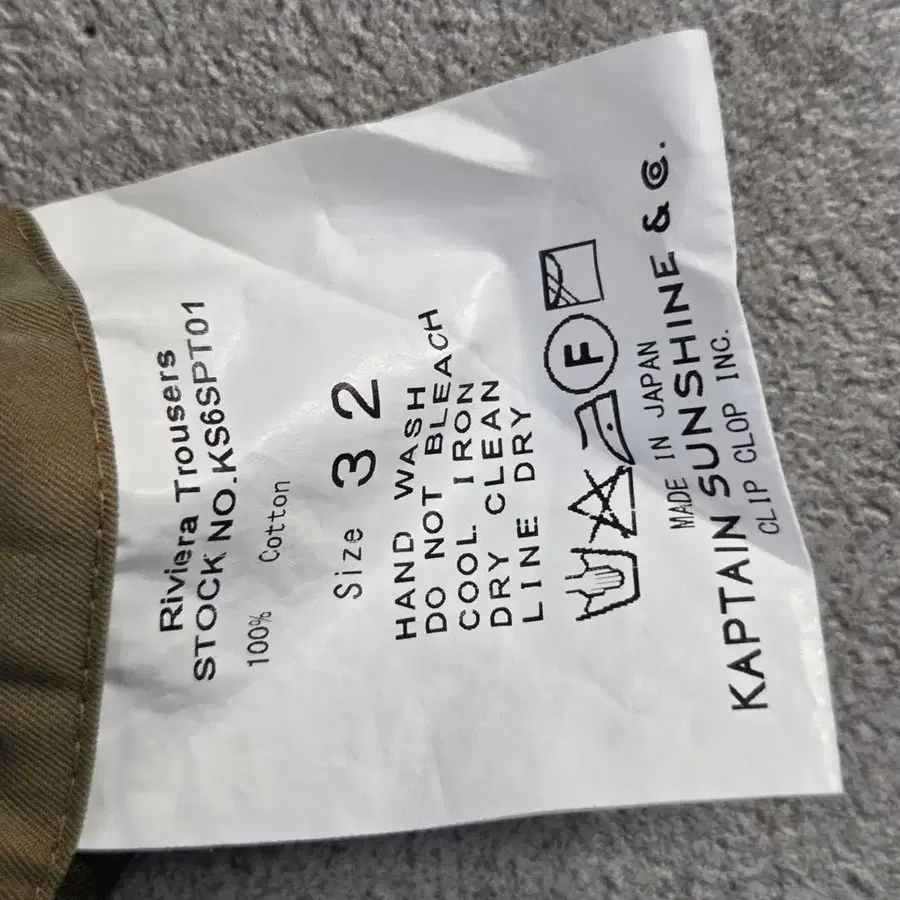 Riviera Trousers
STOCK NO.KS6SPT01
100% Cotton
Size 32
HAND WASH
DO NOT BLEACH
COOL IRON
DRY CLEAN
LINE DRY
F
MADE IN JAPAN
KAPTAIN SUNSHINE & Co.
CLIP CLOP INC.